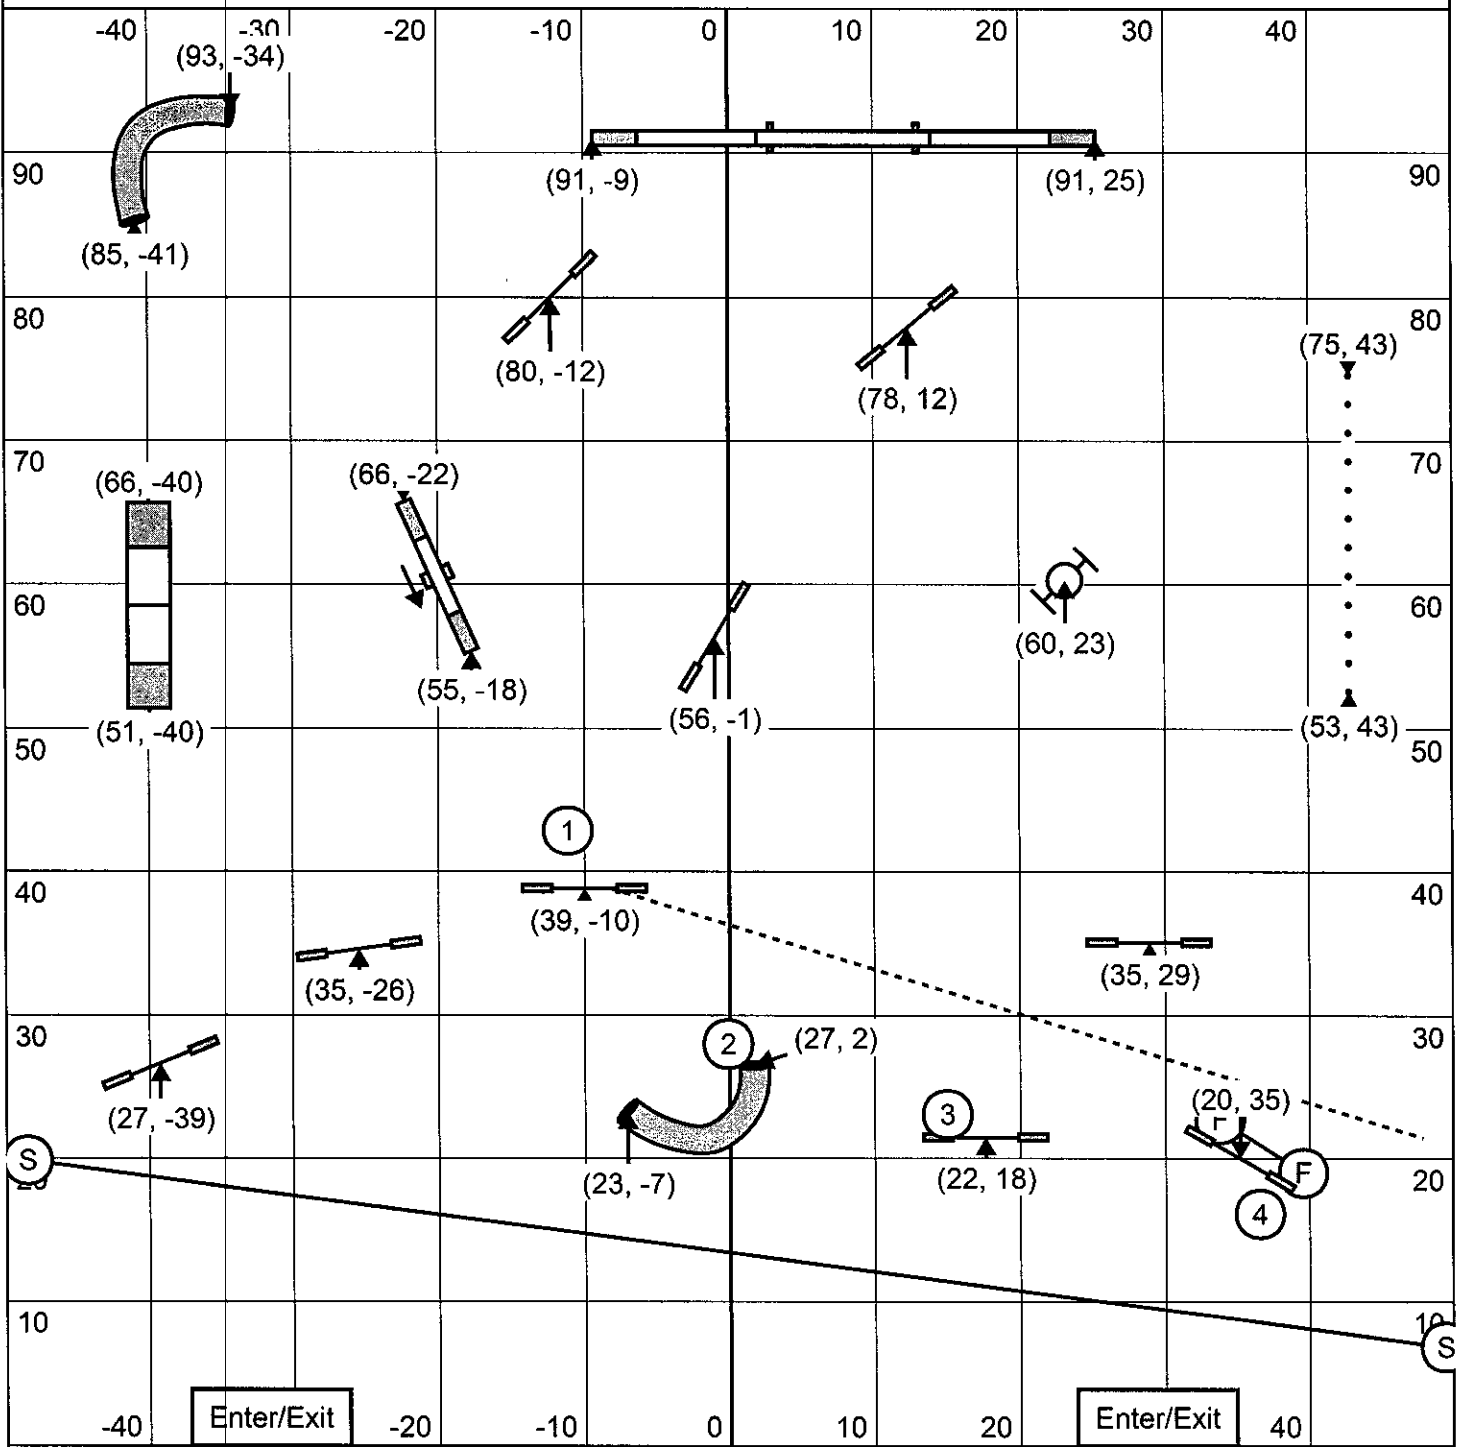 -40 -30 -20 -10 0 10 20 30 40
(93, -34)
90 (91, -9) (91, 25) 90
(85, -41)
80 80
(75, 43)
(80, -12)
(78, 12)
70 70
(66, -40) (66, -22)
60 60
(60, 23)
(55, -18)
(56, -1)
(51, -40) (53, 43)
50 50
1
40 40
(39, -10)
(35, -26) (35, 29)
30 2 (27, 2) 30
(27, -39) 3 (20, 35)
F
S 20
(23, -7) (22, 18) F
4
10 10
S
Enter/Exit Enter/Exit
-40 -20 -10 0 10 20 40